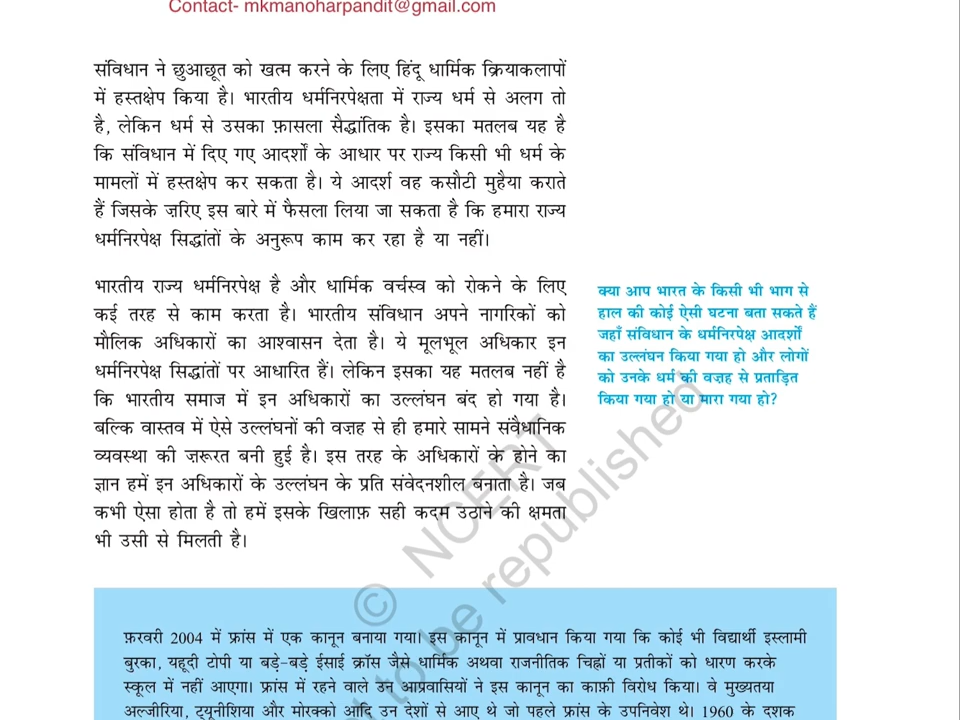 Contact- mkmanoharpandit@gmail.com
संविधान ने छुआछूत को खत्म करने के लिए हिंदू धार्मिक क्रियाकलापों
में हस्तक्षेप किया है। भारतीय धर्मनिरपेक्षता में राज्य धर्म से अलग तो
है, लेकिन धर्म से उसका फ़ासला सैद्धांतिक है। इसका मतलब यह है
कि संविधान में दिए गए आदर्शों के आधार पर राज्य किसी भी धर्म के
मामलों में हस्तक्षेप कर सकता है। ये आदर्श वह कसौटी मुहैया कराते
हैं जिसके ज़रिए इस बारे में फैसला लिया जा सकता है कि हमारा राज्य
धर्मनिरपेक्ष सिद्धांतों के अनुरूप काम कर रहा है या नहीं।
भारतीय राज्य धर्मनिरपेक्ष है और धार्मिक वर्चस्व को रोकने के लिए
कई तरह से काम करता है। भारतीय संविधान अपने नागरिकों को
मौलिक अधिकारों का आश्वासन देता है। ये मूलभूल अधिकार इन
धर्मनिरपेक्ष सिद्धांतों पर आधारित हैं। लेकिन इसका यह मतलब नहीं है
कि भारतीय समाज में इन अधिकारों का उल्लंघन बंद हो गया है।
बल्कि वास्तव में ऐसे उल्लंघनों की वज़ह से ही हमारे सामने संवैधानिक
व्यवस्था की ज़रूरत बनी हुई है। इस तरह के अधिकारों के होने का
ज्ञान हमें इन अधिकारों के उल्लंघन के प्रति संवेदनशील बनाता है। जब
कभी ऐसा होता है तो हमें इसके खिलाफ़ सही कदम उठाने की क्षमता
भी उसी से मिलती है।
क्या आप भारत के किसी भी भाग से
हाल की कोई ऐसी घटना बता सकते हैं
जहाँ संविधान के धर्मनिरपेक्ष आदर्शों
का उल्लंघन किया गया हो और लोगों
को उनके धर्म की वज़ह से प्रताड़ित
किया गया हो या मारा गया हो?
© NCERT
not to be republished
फ़रवरी 2004 में फ्रांस में एक कानून बनाया गया। इस कानून में प्रावधान किया गया कि कोई भी विद्यार्थी इस्लामी
बुरका, यहूदी टोपी या बड़े-बड़े ईसाई क्रॉस जैसे धार्मिक अथवा राजनीतिक चिह्नों या प्रतीकों को धारण करके
स्कूल में नहीं आएगा। फ्रांस में रहने वाले उन आप्रवासियों ने इस कानून का काफ़ी विरोध किया। वे मुख्यतया
अल्जीरिया, ट्यूनीशिया और मोरक्को आदि उन देशों से आए थे जो पहले फ्रांस के उपनिवेश थे। 1960 के दशक